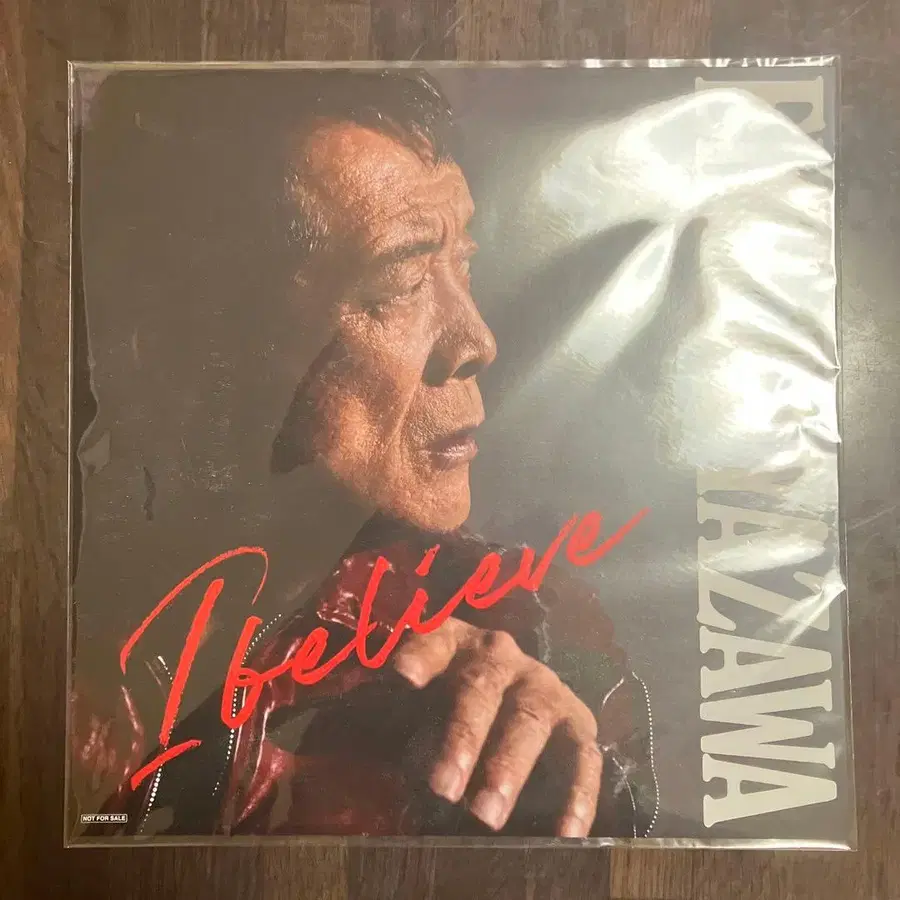 I believe
YAZAWA
NOT FOR SALE